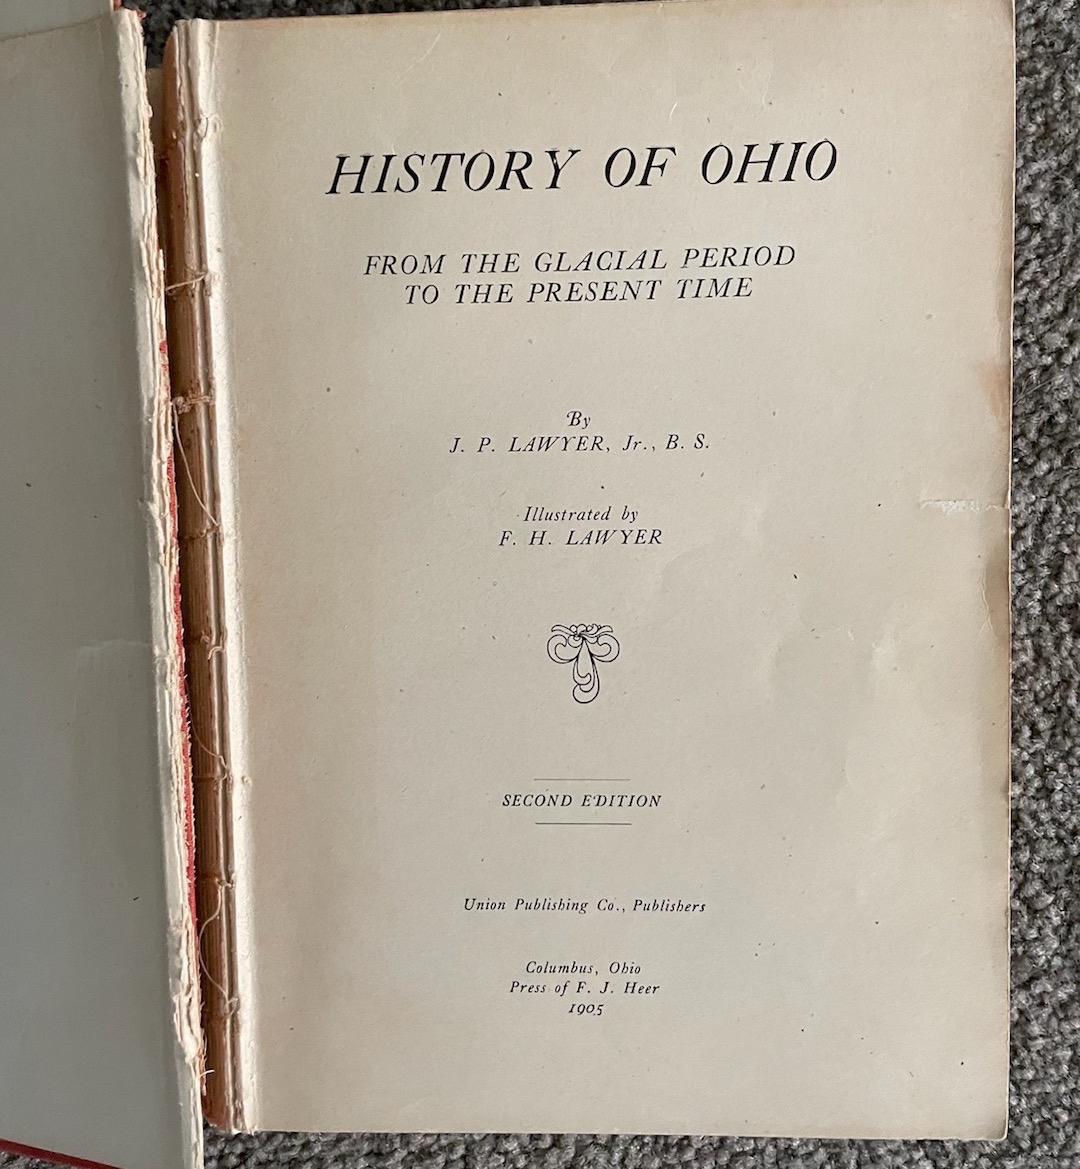 HISTORY OF OHIO
FROM THE GLACIAL PERIOD
TO THE PRESENT TIME
By
J. P. LAWYER, Jr., B. S.
Illustrated by
F. H. LAWYER
SECOND EDITION
Union Publishing Co., Publishers
Columbus, Ohio
Press of F. J. Heer
1905